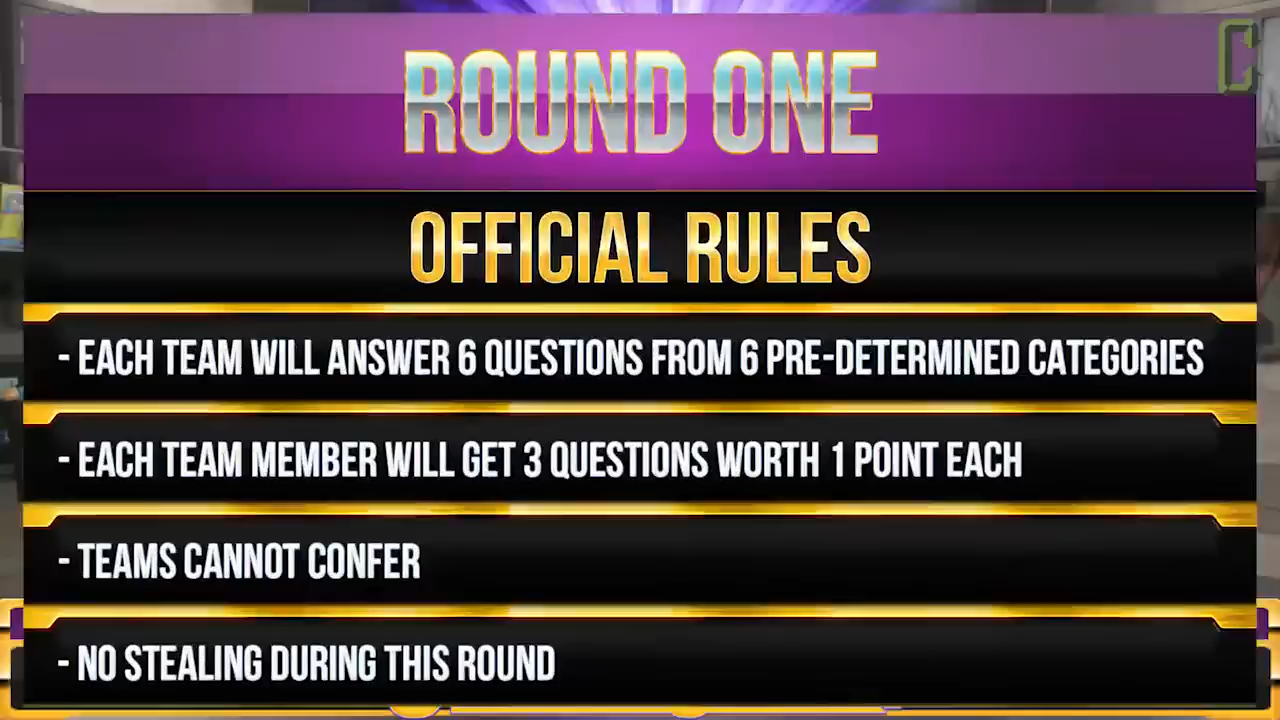 ROUND ONE
OFFICIAL RULES
- EACH TEAM WILL ANSWER 6 QUESTIONS FROM 6 PRE-DETERMINED CATEGORIES
- EACH TEAM MEMBER WILL GET 3 QUESTIONS WORTH 1 POINT EACH
- TEAMS CANNOT CONFER
- NO STEALING DURING THIS ROUND